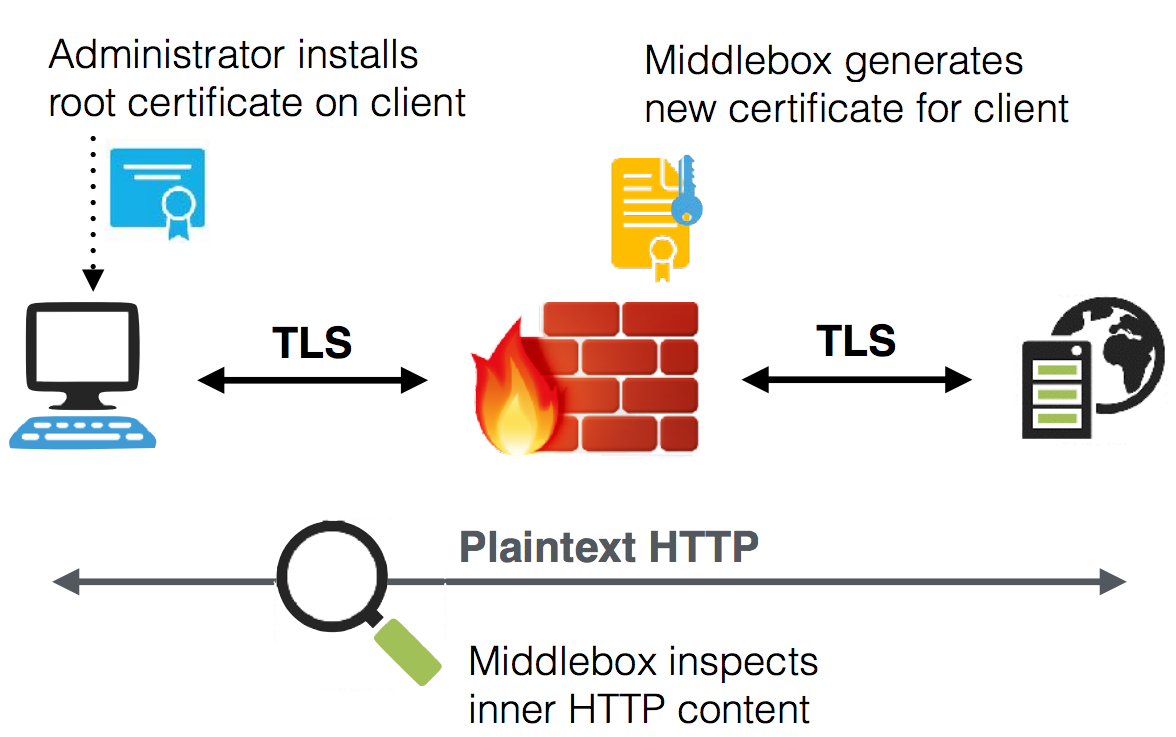 Administrator installs
root certificate on client
Middlebox generates
new certificate for client
TLS
TLS
Plaintext HTTP
Middlebox inspects
inner HTTP content